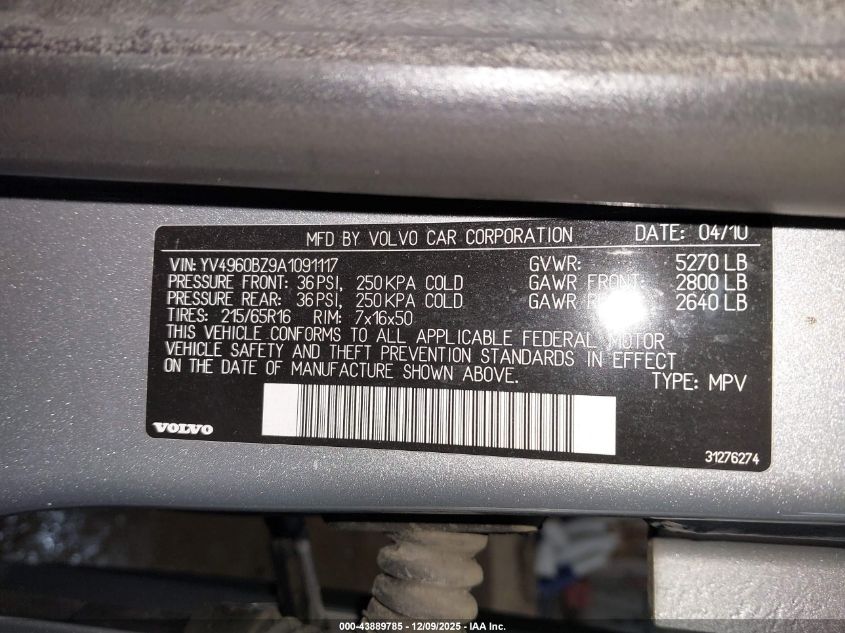 MFD BY VOLVO CAR CORPORATION DATE: 04/10
VIN: YV4960BZ9A1091117 GVWR: 5270 LB
PRESSURE FRONT: 36 PSI, 250 KPA COLD GAWR FRONT: 2800 LB
PRESSURE REAR: 36 PSI, 250 KPA COLD GAWR 2640 LB
TIRES: 215/65R16 RIM: 7x16x50
THIS VEHICLE CONFORMS TO ALL APPLICABLE FEDERAL MOTOR
VEHICLE SAFETY AND THEFT PREVENTION STANDARDS IN EFFECT
ON THE DATE OF MANUFACTURE SHOWN ABOVE.
TYPE: MPV
VOLVO
31276274
000-43889785 - 12/09/2025 - IAA Inc.